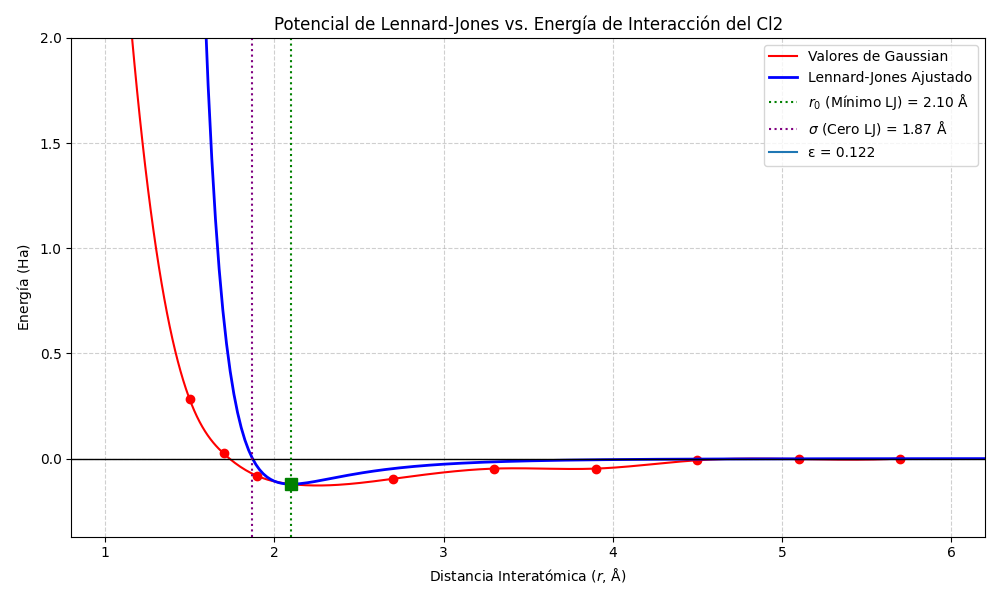 Potencial de Lennard-Jones vs. Energía de Interacción del Cl2
Valores de Gaussian
Lennard-Jones Ajustado
r₀ (Mínimo LJ) = 2.10 Å
σ (Cero LJ) = 1.87 Å
ε = 0.122
Energía (Ha)
2.0
1.5
1.0
0.5
0.0
1 2 3 4 5 6
Distancia Interatómica (r, Å)